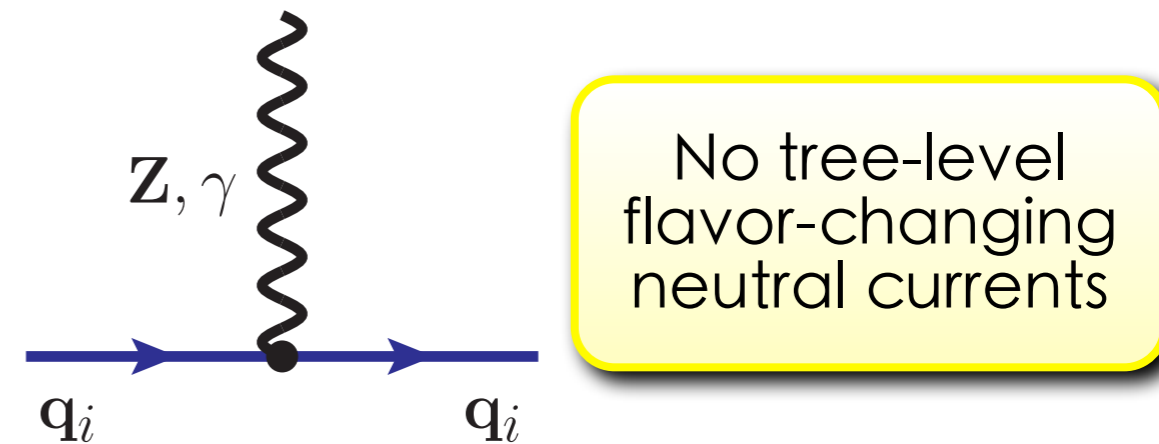 Z, γ
q_i
q_i
No tree-level
flavor-changing
neutral currents